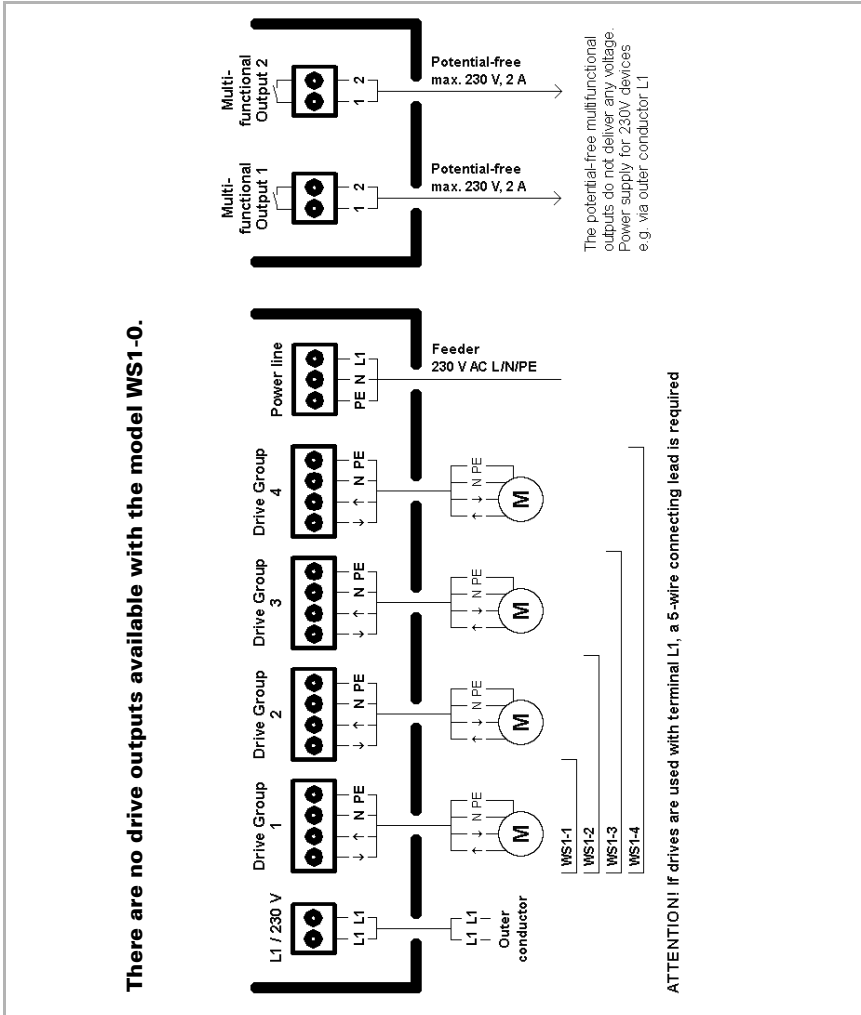 There are no drive outputs available with the model WS1-0.
L1 / 230 V
L1 L1
L1 L1
Outer
conductor
Drive Group
1
→ ← N PE
← → N PE
M
Drive Group
2
→ ← N PE
← → N PE
M
Drive Group
3
→ ← N PE
← → N PE
M
Drive Group
4
→ ← N PE
← → N PE
M
Power line
PE N L1
Feeder
230 V AC L/N/PE
Multi-
functional
Output 1
1 2
Potential-free
max. 230 V, 2 A
Multi-
functional
Output 2
1 2
Potential-free
max. 230 V, 2 A
The potential-free multifunctional
outputs do not deliver any voltage.
Power supply for 230V devices
e.g. via outer conductor L1
WS1-1
WS1-2
WS1-3
WS1-4
ATTENTION! If drives are used with terminal L1, a 5-wire connecting lead is required